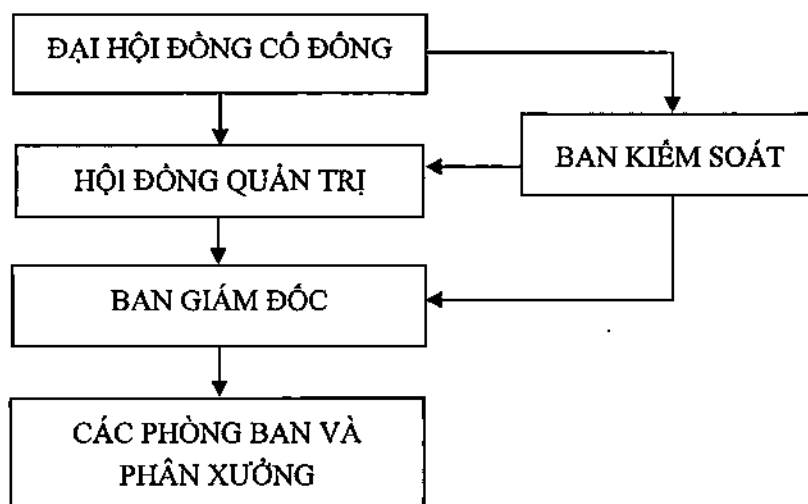 ĐẠI HỘI ĐỒNG CỔ ĐÔNG
BAN KIỂM SOÁT
HỘI ĐỒNG QUẢN TRỊ
BAN GIÁM ĐỐC
CÁC PHÒNG BAN VÀ
PHÂN XƯỞNG